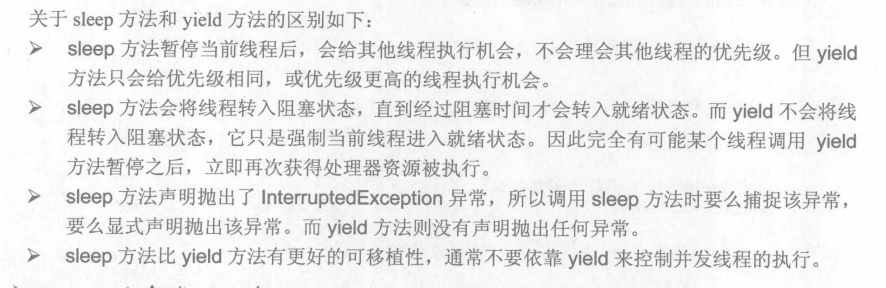 关于 sleep 方法和 yield 方法的区别如下：
➢ sleep 方法暂停当前线程后，会给其他线程执行机会，不会理会其他线程的优先级。但 yield
方法只会给优先级相同，或优先级更高的线程执行机会。
➢ sleep 方法会将线程转入阻塞状态，直到经过阻塞时间才会转入就绪状态。而 yield 不会将线
程转入阻塞状态，它只是强制当前线程进入就绪状态。因此完全有可能某个线程调用 yield
方法暂停之后，立即再次获得处理器资源被执行。
➢ sleep 方法声明抛出了 InterruptedException 异常，所以调用 sleep 方法时要么捕捉该异常，
要么显式声明抛出该异常。而 yield 方法则没有声明抛出任何异常。
➢ sleep 方法比 yield 方法有更好的可移植性，通常不要依靠 yield 来控制并发线程的执行。